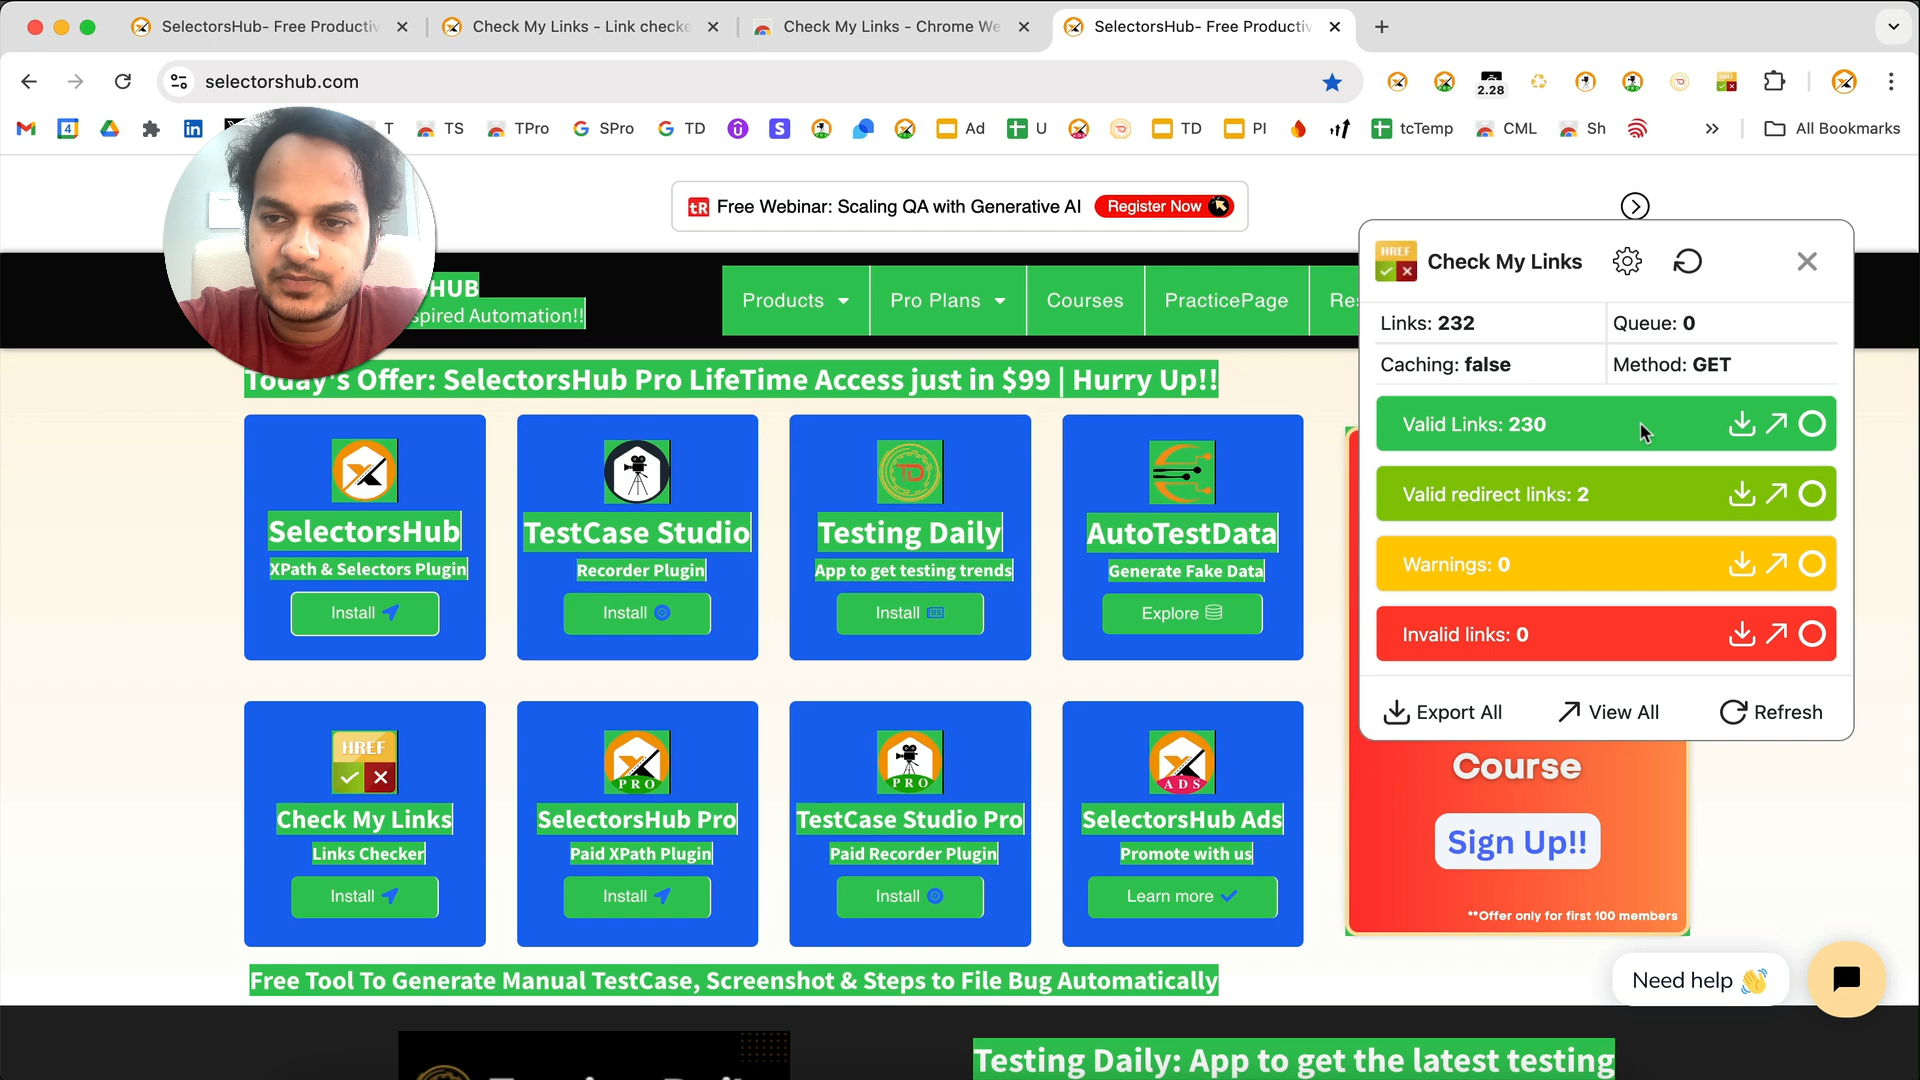 SelectorsHub- Free Productiv
Check My Links - Link checke
Check My Links - Chrome We
SelectorsHub- Free Productiv
selectorshub.com
2.28
T
TS
TPro
SPro
TD
Ad
U
TD
PI
tcTemp
CML
Sh
All Bookmarks
Free Webinar: Scaling QA with Generative AI
Register Now
HUB
spired Automation!!
Products
Pro Plans
Courses
PracticePage
Res
Today's Offer: SelectorsHub Pro LifeTime Access just in $99 | Hurry Up!!
SelectorsHub
XPath & Selectors Plugin
Install
TestCase Studio
Recorder Plugin
Install
Testing Daily
App to get testing trends
Install
AutoTestData
Generate Fake Data
Explore
HREF
Check My Links
Links Checker
Install
PRO
SelectorsHub Pro
Paid XPath Plugin
Install
PRO
TestCase Studio Pro
Paid Recorder Plugin
Install
ADS
SelectorsHub Ads
Promote with us
Learn more
HREF
Check My Links
Links: 232
Queue: 0
Caching: false
Method: GET
Valid Links: 230
Valid redirect links: 2
Warnings: 0
Invalid links: 0
Export All
View All
Refresh
Course
Sign Up!!
**Offer only for first 100 members
Need help 👋
Free Tool To Generate Manual TestCase, Screenshot & Steps to File Bug Automatically
Testing Daily: App to get the latest testing